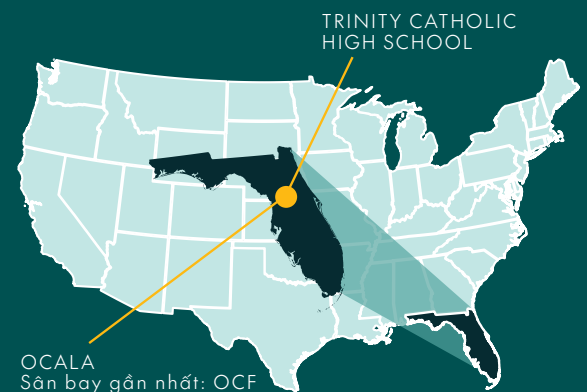 TRINITY CATHOLIC
HIGH SCHOOL
OCALA
Sân bay gần nhất: OCF